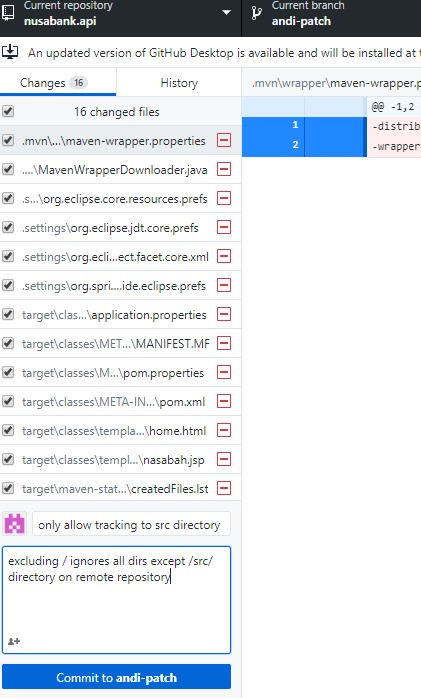 Current repository
nusabank.api
Current branch
andi-patch
An updated version of GitHub Desktop is available and will be installed at
Changes 16
History
.mvn\wrapper\maven-wrapper.p
16 changed files
@@ -1,2
.mvn\...\maven-wrapper.properties
1 -distrib
2 -wrapper
....\MavenWrapperDownloader.java
.s...\org.eclipse.core.resources.prefs
.settings\org.eclipse.jdt.core.prefs
.settings\org.ecli...ect.facet.core.xml
.settings\org.spri....ide.eclipse.prefs
target\clas...\application.properties
target\classes\MET...\MANIFEST.MF
target\classes\M...\pom.properties
target\classes\META-IN...\pom.xml
target\classes\templa...\home.html
target\classes\templ...\nasabah.jsp
target\maven-stat...\createdFiles.lst
only allow tracking to src directory
excluding / ignores all dirs except /src/
directory on remote repository
Commit to andi-patch